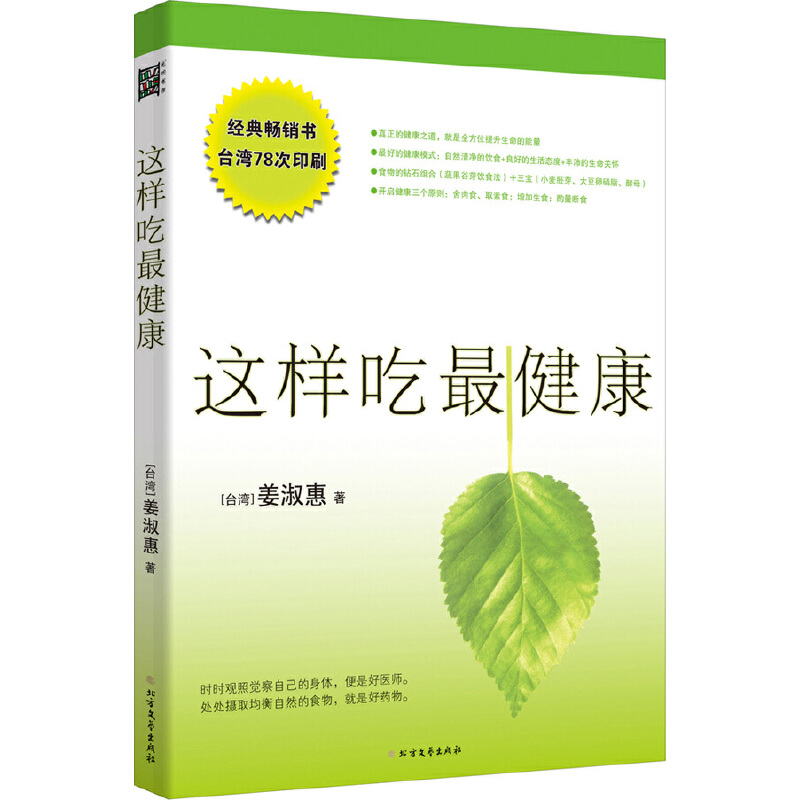 经典畅销书
台湾78次印刷
●真正的健康之道,就是全方位提升生命的能量
●最好的健康模式:自然清净的饮食+良好的生活态度+丰沛的生命关怀
●食物的钻石组合(蔬果谷芽饮食法)+三宝(小麦胚芽、大豆卵磷脂、酵母)
●开启健康三个原则:舍肉食、取素食;增加生食;酌量断食
这样吃最健康
[台湾]姜淑惠 著
时时观照觉察自己的身体,便是好医师。
处处摄取均衡自然的食物,就是好药物。
北方文艺出版社
这样吃最健康
[台湾]姜淑惠 著
北方文艺出版社